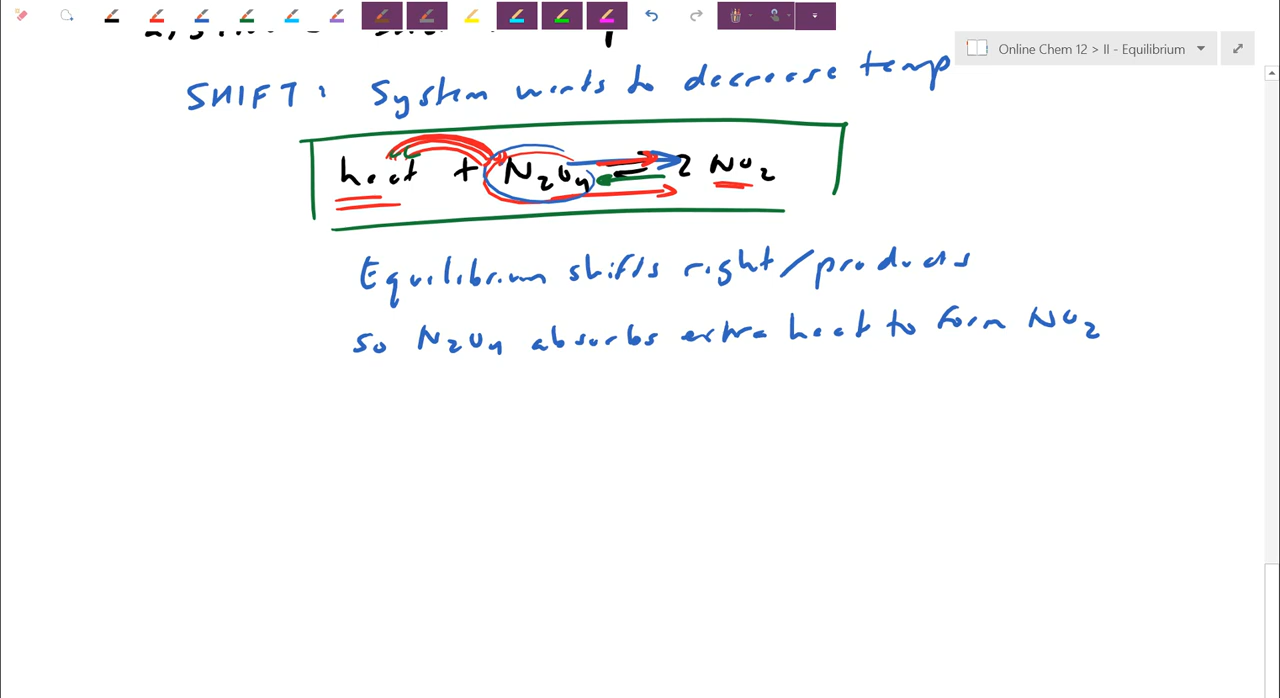 Online Chem 12 > II - Equilibrium
SHIFT: System wants to decrease temp
heat + N2O4 ⇌ 2 NO2
Equilibrium shifts right/products
so N2O4 absorbs extra heat to form NO2